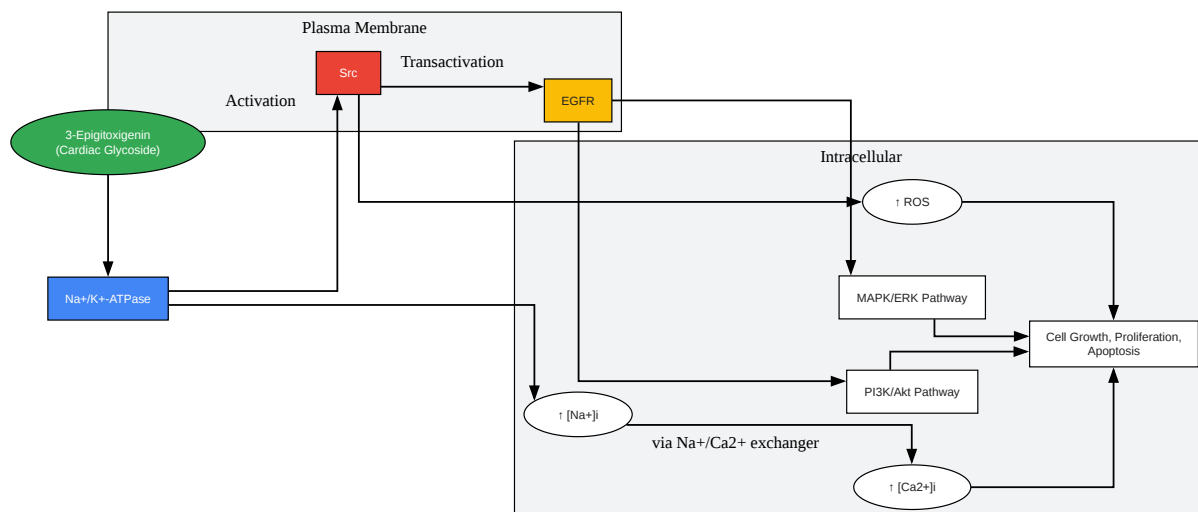 Plasma Membrane
Transactivation
Src
Activation
EGFR
3-Epigitoxigenin
(Cardiac Glycoside)
Intracellular
↑ ROS
Na+/K+-ATPase
MAPK/ERK Pathway
Cell Growth, Proliferation,
Apoptosis
PI3K/Akt Pathway
↑ [Na+]i
via Na+/Ca2+ exchanger
↑ [Ca2+]i